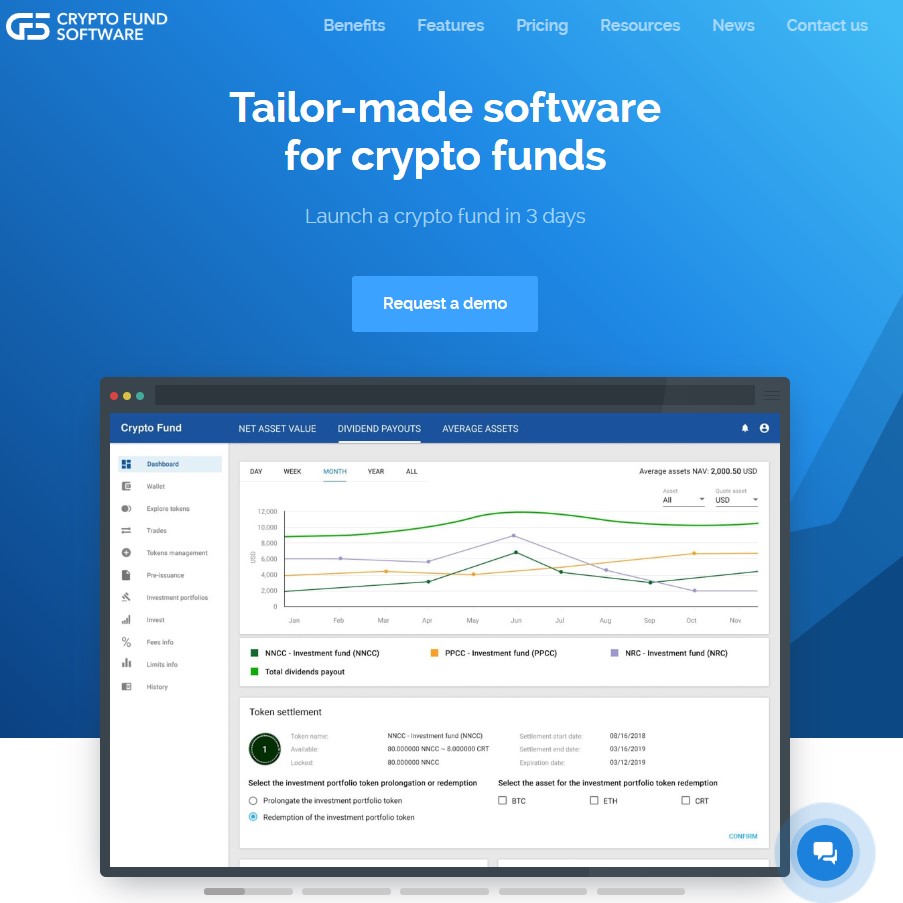 CRYPTO FUND
SOFTWARE
Benefits Features Pricing Resources News Contact us
Tailor-made software
for crypto funds
Launch a crypto fund in 3 days
Request a demo
Crypto Fund NET ASSET VALUE DIVIDEND PAYOUTS AVERAGE ASSETS
Dashboard
Wallet
Explore tokens
Trades
Tokens management
Pre-issuance
Investment portfolios
Invest
Fees info
Limits info
History
DAY WEEK MONTH YEAR ALL Average assets NAV: 2,000.50 USD
Asset Quote asset
All USD
12,000
10,000
8,000
6,000
4,000
2,000
0
USD
Jan Feb Mar Apr May Jun Jul Aug Sep Oct Nov
NNCC - Investment fund (NNCC) PPCC - Investment fund (PPCC) NRC - Investment fund (NRC)
Total dividends payout
Token settlement
1
Token name: NNCC - Investment fund (NNCC) Settlement start date: 08/16/2018
Available: 80.000000 NNCC ~ 8.000000 CRT Settlement end date: 03/16/2019
Locked: 80.000000 NNCC Expiration date: 03/12/2019
Select the investment portfolio token prolongation or redemption Select the asset for the investment portfolio token redemption
Prolongate the investment portfolio token BTC ETH CRT
Redemption of the investment portfolio token
CONFIRM